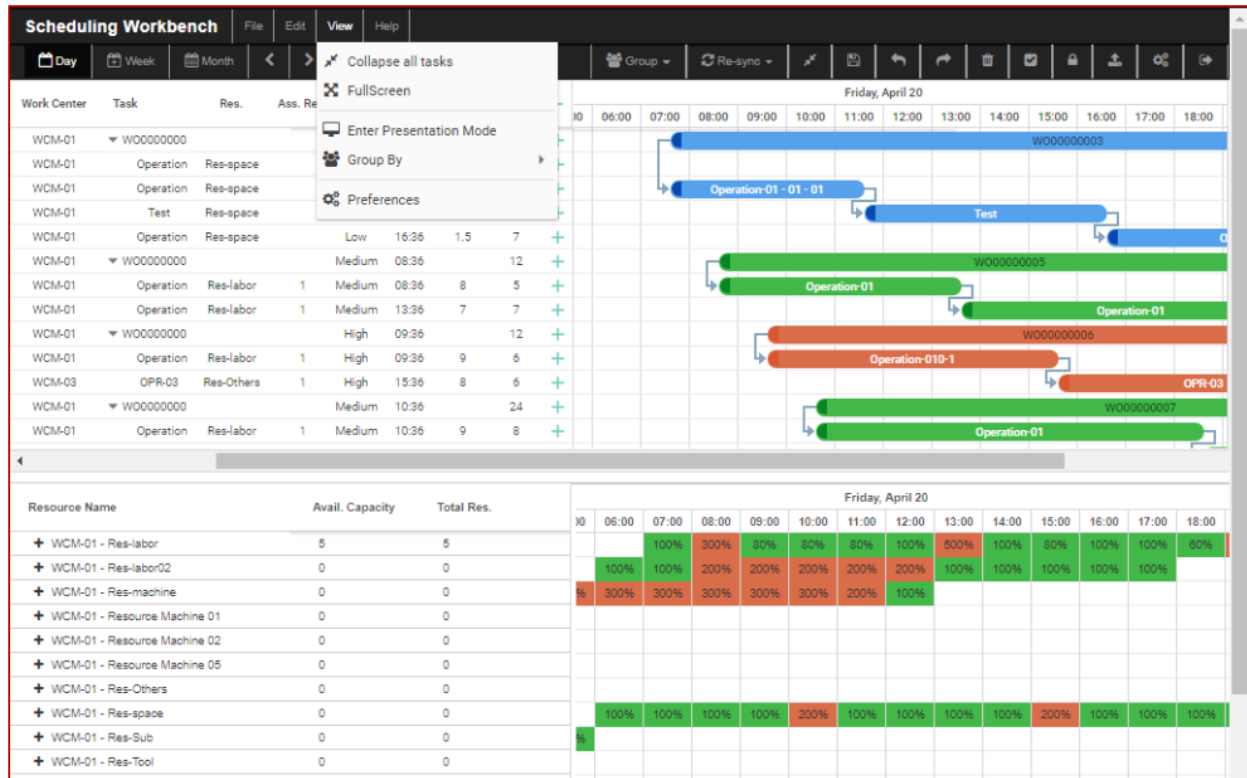 Scheduling Workbench File Edit View Help
Day Week Month Group Re-sync
Collapse all tasks
FullScreen
Enter Presentation Mode
Group By
Preferences
Work Center Task Res. Ass. Re
Friday, April 20
00 06:00 07:00 08:00 09:00 10:00 11:00 12:00 13:00 14:00 15:00 16:00 17:00 18:00
WCM-01 WO0000000 WO00000003
WCM-01 Operation Res-space
WCM-01 Operation Res-space Operation-01 - 01 - 01
WCM-01 Test Res-space Test
WCM-01 Operation Res-space Low 16:36 1.5 7 O
WCM-01 WO0000000 Medium 08:36 12 WO00000005
WCM-01 Operation Res-labor 1 Medium 08:36 8 5 Operation-01
WCM-01 Operation Res-labor 1 Medium 13:36 7 7 Operation-01
WCM-01 WO0000000 High 09:36 12 WO00000006
WCM-01 Operation Res-labor 1 High 09:36 9 6 Operation-010-1
WCM-03 OPR-03 Res-Others 1 High 15:36 8 6 OPR-03
WCM-01 WO0000000 Medium 10:36 24 WO00000007
WCM-01 Operation Res-labor 1 Medium 10:36 9 8 Operation-01
Resource Name Avail. Capacity Total Res.
Friday, April 20
00 06:00 07:00 08:00 09:00 10:00 11:00 12:00 13:00 14:00 15:00 16:00 17:00 18:00
WCM-01 - Res-labor 5 5 100% 300% 80% 80% 80% 100% 500% 100% 80% 100% 100% 60%
WCM-01 - Res-labor02 0 0 100% 100% 200% 200% 200% 200% 200% 100% 100% 100% 100% 100%
WCM-01 - Res-machine 0 0 % 300% 300% 300% 300% 300% 200% 100%
WCM-01 - Resource Machine 01 0 0
WCM-01 - Resource Machine 02 0 0
WCM-01 - Resource Machine 05 0 0
WCM-01 - Res-Others 0 0
WCM-01 - Res-space 0 0 100% 100% 100% 100% 200% 100% 100% 100% 100% 200% 100% 100% 100%
WCM-01 - Res-Sub 0 0 %
WCM-01 - Res-Tool 0 0